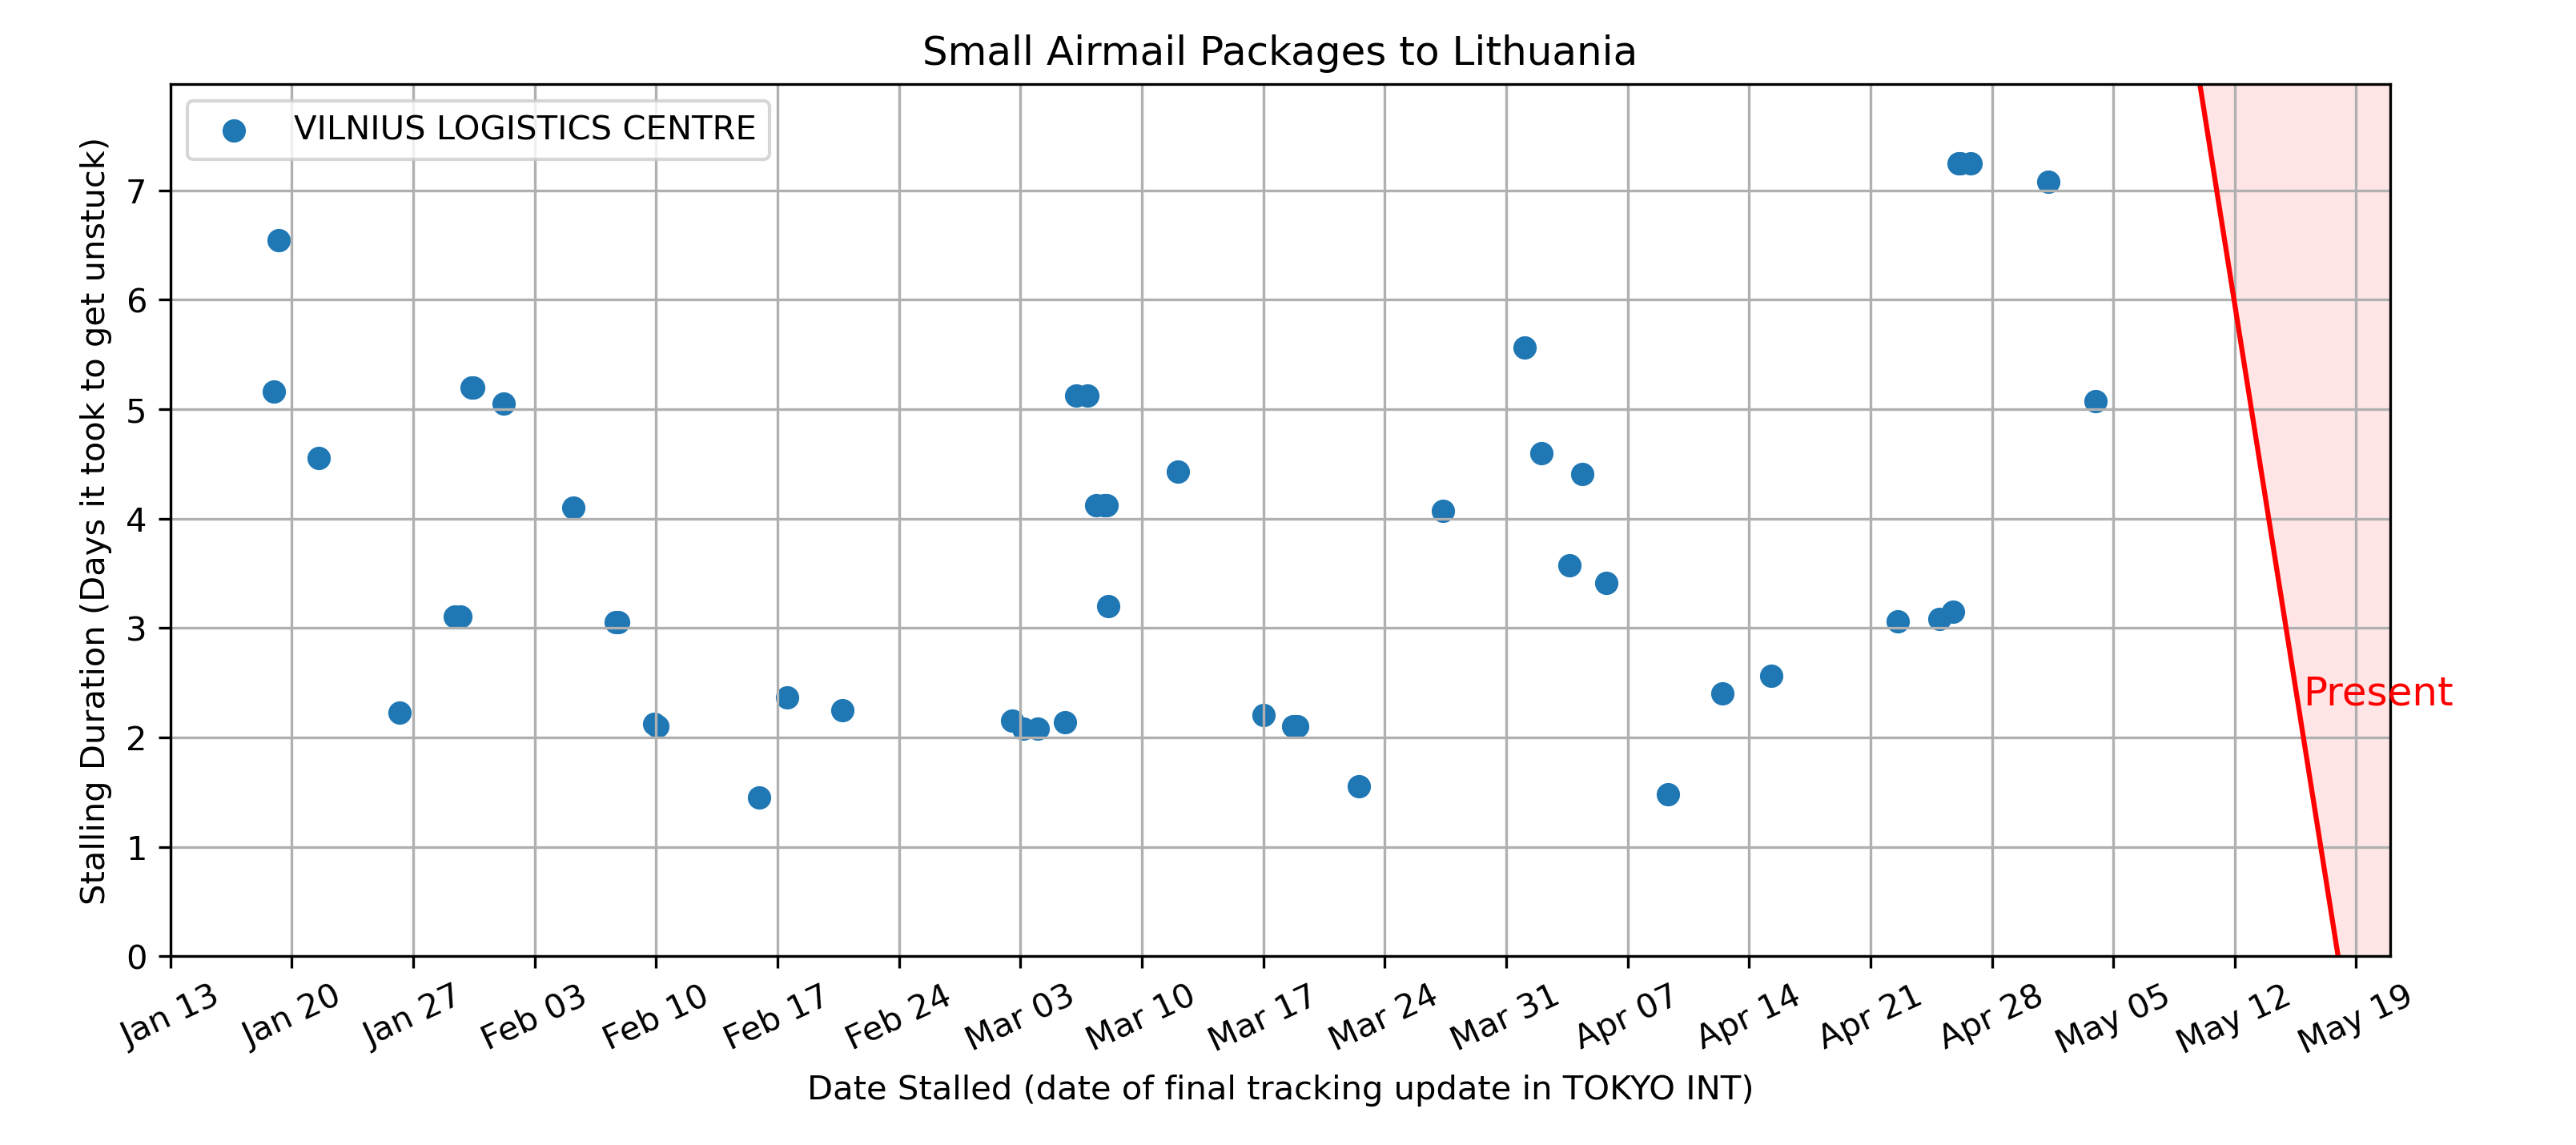 Small Airmail Packages to Lithuania
VILNIUS LOGISTICS CENTRE
Stalling Duration (Days it took to get unstuck)
7
6
5
4
3
2
1
0
Present
Jan 13
Jan 20
Jan 27
Feb 03
Feb 10
Feb 17
Feb 24
Mar 03
Mar 10
Mar 17
Mar 24
Mar 31
Apr 07
Apr 14
Apr 21
Apr 28
May 05
May 12
May 19
Date Stalled (date of final tracking update in TOKYO INT)